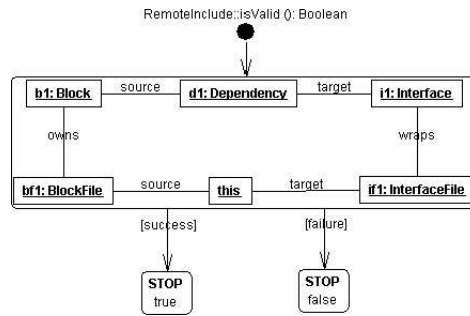 RemoteInclude::isValid (): Boolean
b1: Block source d1: Dependency target i1: Interface
owns wraps
bf1: BlockFile source this target if1: InterfaceFile
[success] [failure]
STOP STOP
true false